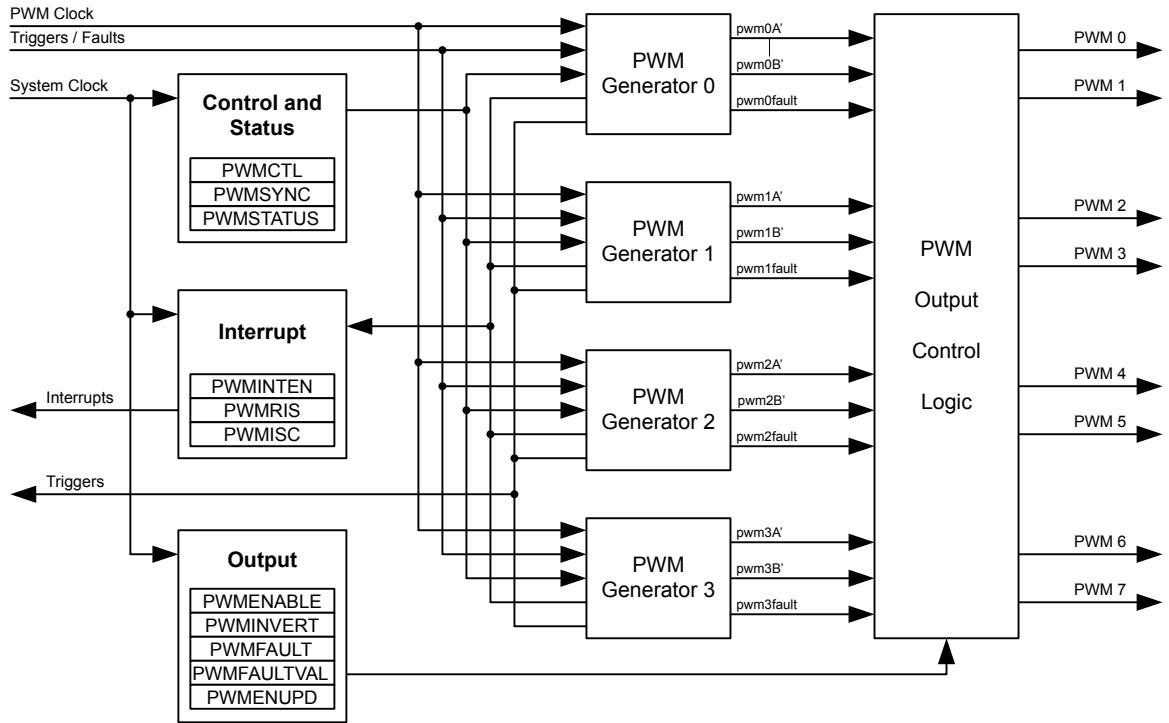 PWM Clock
Triggers / Faults
System Clock
Control and
Status
PWMCTL
PWMSYNC
PWMSTATUS
Interrupt
PWMINTEN
PWMRIS
PWMISC
Interrupts
Triggers
Output
PWMENABLE
PWMINVERT
PWMFAULT
PWMFAULTVAL
PWMENUPD
PWM
Generator 0
pwm0A'
pwm0B'
pwm0fault
PWM
Generator 1
pwm1A'
pwm1B'
pwm1fault
PWM
Generator 2
pwm2A'
pwm2B'
pwm2fault
PWM
Generator 3
pwm3A'
pwm3B'
pwm3fault
PWM
Output
Control
Logic
PWM 0
PWM 1
PWM 2
PWM 3
PWM 4
PWM 5
PWM 6
PWM 7